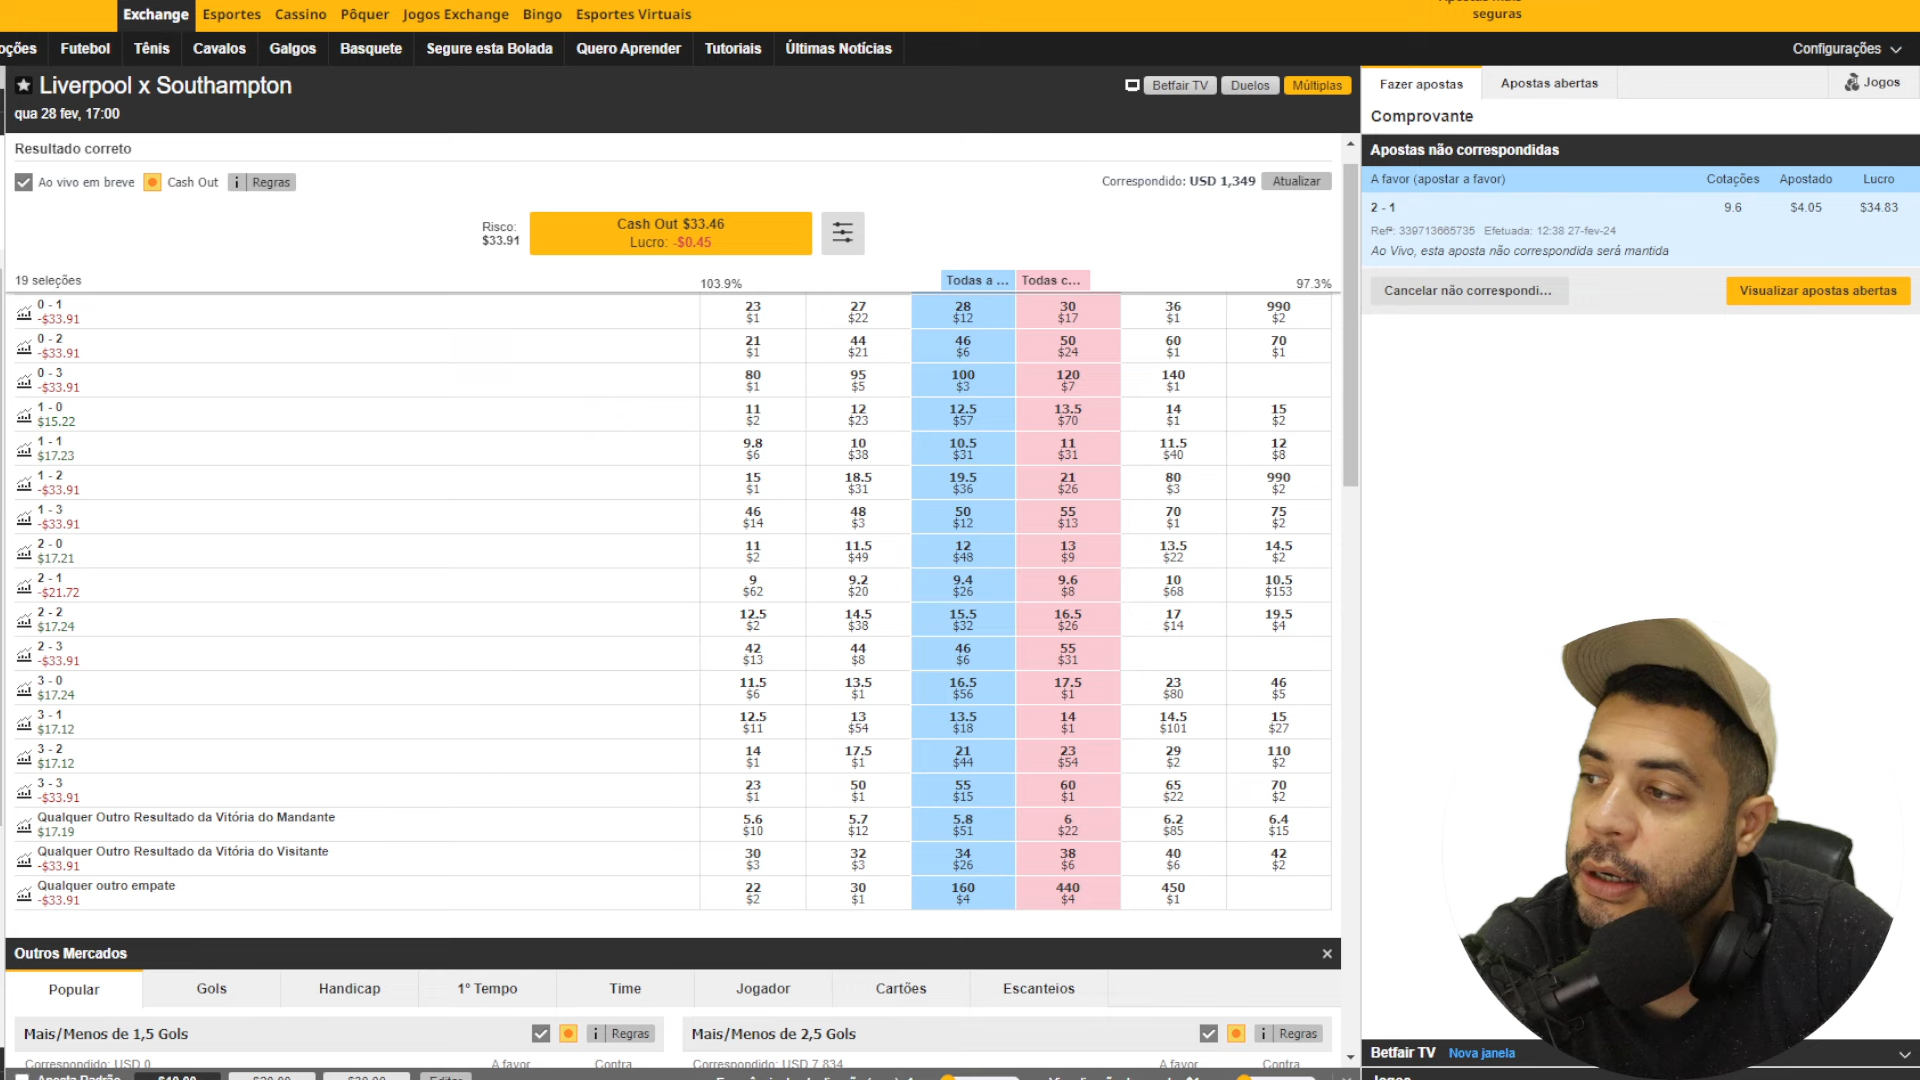 Exchange Esportes Cassino Pôquer Jogos Exchange Bingo Esportes Virtuais
seguras
Futebol Tênis Cavalos Galgos Basquete Segure esta Bolada Quero Aprender Tutoriais Últimas Notícias Configurações
Liverpool x Southampton Betfair TV Duelos Múltiplas
qua 28 fev, 17:00
Fazer apostas Apostas abertas Jogos
Comprovante
Apostas não correspondidas
A favor (apostar a favor) Cotações Apostado Lucro
2 - 1 9.6 $4.05 $34.83
Refª: 339713665735 Efetuada: 12:38 27-fev-24
Ao Vivo, esta aposta não correspondida será mantida
Cancelar não correspondi... Visualizar apostas abertas
Resultado correto
Ao vivo em breve Cash Out i Regras Correspondido: USD 1,349 Atualizar
Risco: $33.91
Cash Out $33.46
Lucro: -$0.45
19 seleções 103.9% Todas a ... Todas c... 97.3%
0 - 1 23 27 28 30 36 990
-$33.91 $1 $22 $12 $17 $1 $2
0 - 2 21 44 46 50 60 70
-$33.91 $1 $21 $6 $24 $1 $1
0 - 3 80 95 100 120 140
-$33.91 $1 $5 $3 $7 $1
1 - 0 11 12 12.5 13.5 14 15
$15.22 $2 $23 $57 $70 $1 $2
1 - 1 9.8 10 10.5 11 11.5 12
$17.23 $6 $38 $31 $31 $40 $8
1 - 2 15 18.5 19.5 21 80 990
-$33.91 $1 $31 $36 $26 $3 $2
1 - 3 46 48 50 55 70 75
-$33.91 $14 $3 $12 $13 $1 $2
2 - 0 11 11.5 12 13 13.5 14.5
$17.21 $2 $49 $48 $9 $22 $2
2 - 1 9 9.2 9.4 9.6 10 10.5
-$21.72 $62 $20 $26 $8 $68 $153
2 - 2 12.5 14.5 15.5 16.5 17 19.5
$17.24 $2 $38 $32 $26 $14 $4
2 - 3 42 44 46 55
-$33.91 $13 $8 $6 $31
3 - 0 11.5 13.5 16.5 17.5 23 46
$17.24 $6 $1 $56 $1 $80 $5
3 - 1 12.5 13 13.5 14 14.5 15
$17.12 $11 $54 $18 $1 $101 $27
3 - 2 14 17.5 21 23 29 110
$17.12 $1 $1 $44 $54 $2 $2
3 - 3 23 50 55 60 65 70
-$33.91 $1 $1 $15 $1 $22 $2
Qualquer Outro Resultado da Vitória do Mandante 5.6 5.7 5.8 6 6.2 6.4
$17.19 $10 $12 $51 $22 $85 $15
Qualquer Outro Resultado da Vitória do Visitante 30 32 34 38 40 42
-$33.91 $3 $3 $26 $6 $6 $2
Qualquer outro empate 22 30 160 440 450
-$33.91 $2 $1 $4 $4 $1
Outros Mercados
Popular Gols Handicap 1º Tempo Time Jogador Cartões Escanteios
Mais/Menos de 1,5 Gols i Regras Mais/Menos de 2,5 Gols i Regras
Correspondido: USD 0 A favor Contra Correspondido: USD 7,834 A favor Contra
Betfair TV Nova janela